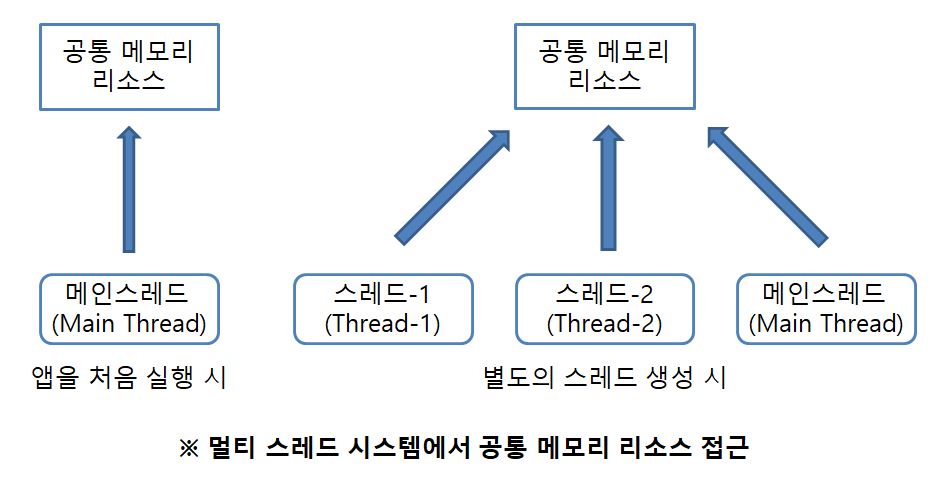 공통 메모리
리소스
공통 메모리
리소스
메인스레드
(Main Thread)
스레드-1
(Thread-1)
스레드-2
(Thread-2)
메인스레드
(Main Thread)
앱을 처음 실행 시
별도의 스레드 생성 시
※ 멀티 스레드 시스템에서 공통 메모리 리소스 접근